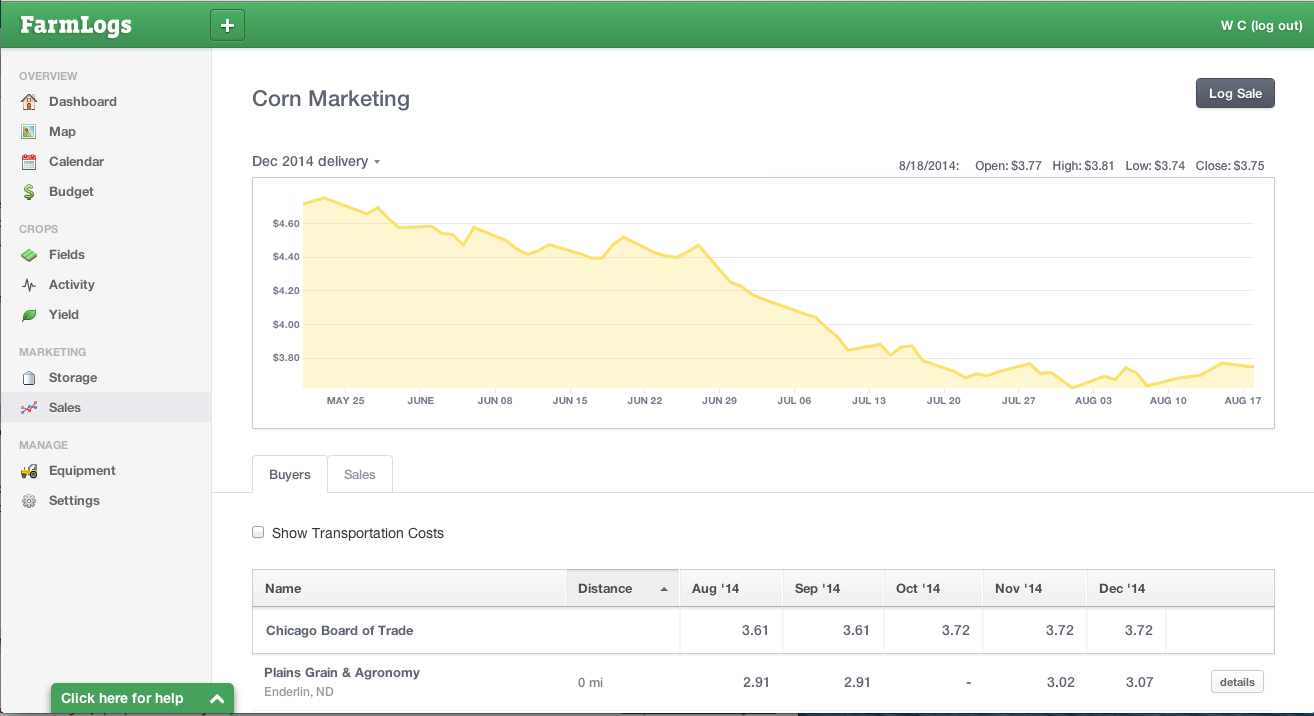 FarmLogs
+
W C (log out)
OVERVIEW
Dashboard
Map
Calendar
Budget
CROPS
Fields
Activity
Yield
MARKETING
Storage
Sales
MANAGE
Equipment
Settings
Click here for help
Corn Marketing
Log Sale
Dec 2014 delivery
8/18/2014: Open: $3.77 High: $3.81 Low: $3.74 Close: $3.75
$4.60
$4.40
$4.20
$4.00
$3.80
MAY 25 JUNE JUN 08 JUN 15 JUN 22 JUN 29 JUL 06 JUL 13 JUL 20 JUL 27 AUG 03 AUG 10 AUG 17
Buyers Sales
Show Transportation Costs
Name Distance Aug '14 Sep '14 Oct '14 Nov '14 Dec '14
Chicago Board of Trade 3.61 3.61 3.72 3.72 3.72
Plains Grain & Agronomy
Enderlin, ND
0 mi 2.91 2.91 - 3.02 3.07 details